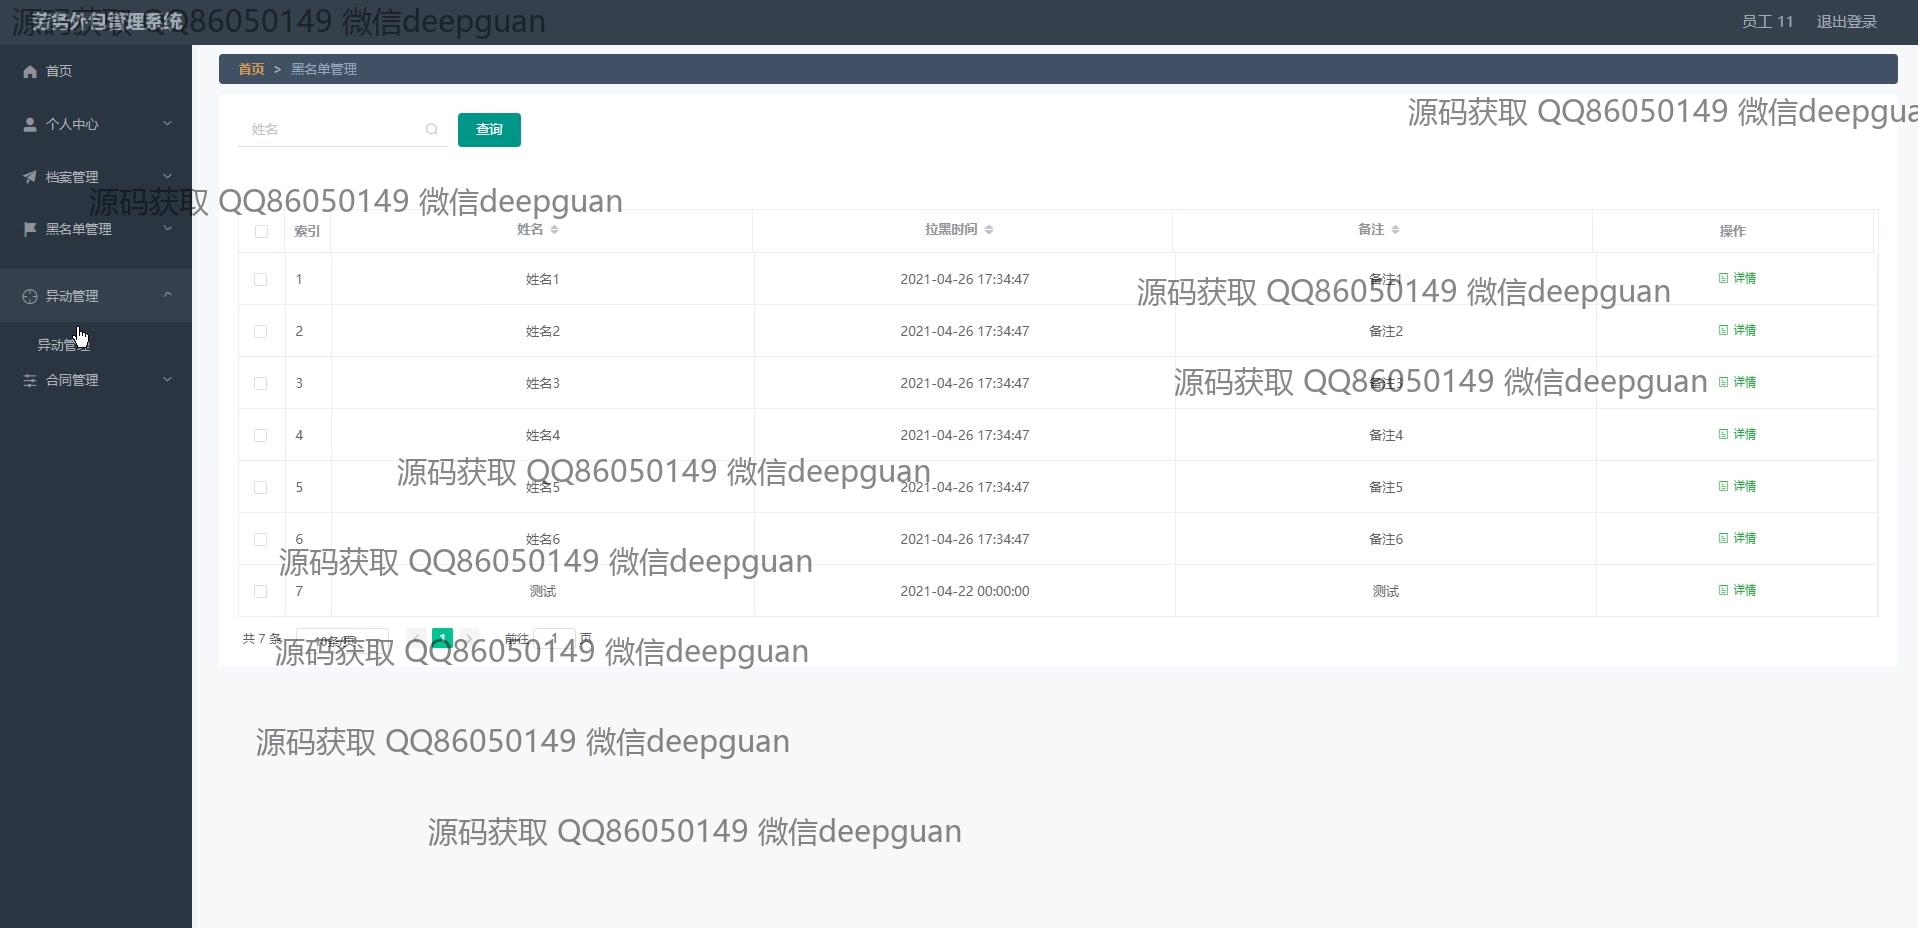 劳务外包管理系统
源码获取 QQ86050149 微信deepguan
员工 11 退出登录
首页
个人中心
档案管理
黑名单管理
异动管理
异动管理
合同管理
首页 > 黑名单管理
源码获取 QQ86050149 微信deepgua
姓名 查询
源码获取 QQ86050149 微信deepguan
索引 姓名 拉黑时间 备注 操作
1 姓名1 2021-04-26 17:34:47 备注1 详情
源码获取 QQ86050149 微信deepguan
2 姓名2 2021-04-26 17:34:47 备注2 详情
3 姓名3 2021-04-26 17:34:47 备注3 详情
源码获取 QQ86050149 微信deepguan
4 姓名4 2021-04-26 17:34:47 备注4 详情
源码获取 QQ86050149 微信deepguan
5 姓名5 2021-04-26 17:34:47 备注5 详情
6 姓名6 2021-04-26 17:34:47 备注6 详情
源码获取 QQ86050149 微信deepguan
7 测试 2021-04-22 00:00:00 测试 详情
共 7 条 10条/页 1 前往 1 页
源码获取 QQ86050149 微信deepguan
源码获取 QQ86050149 微信deepguan
源码获取 QQ86050149 微信deepguan